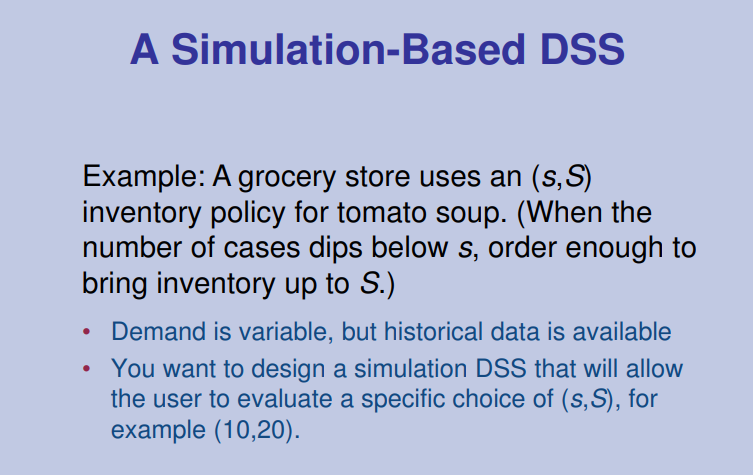 A Simulation-Based DSS
Example: A grocery store uses an (s,S)
inventory policy for tomato soup. (When the
number of cases dips below s, order enough to
bring inventory up to S.)
• Demand is variable, but historical data is available
• You want to design a simulation DSS that will allow
the user to evaluate a specific choice of (s,S), for
example (10,20).